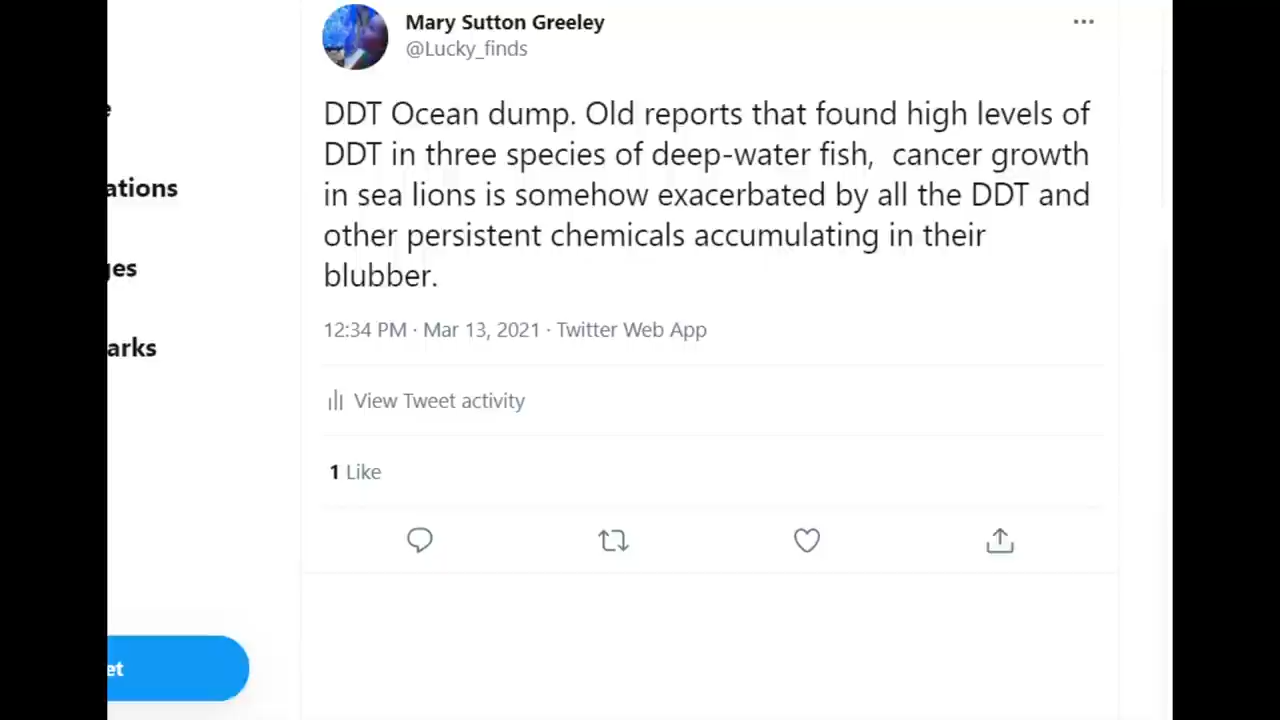 Mary Sutton Greeley
@Lucky_finds
DDT Ocean dump. Old reports that found high levels of
DDT in three species of deep-water fish,  cancer growth
in sea lions is somehow exacerbated by all the DDT and
other persistent chemicals accumulating in their
blubber.
12:34 PM · Mar 13, 2021 · Twitter Web App
View Tweet activity
1 Like
ations
ges
arks
et